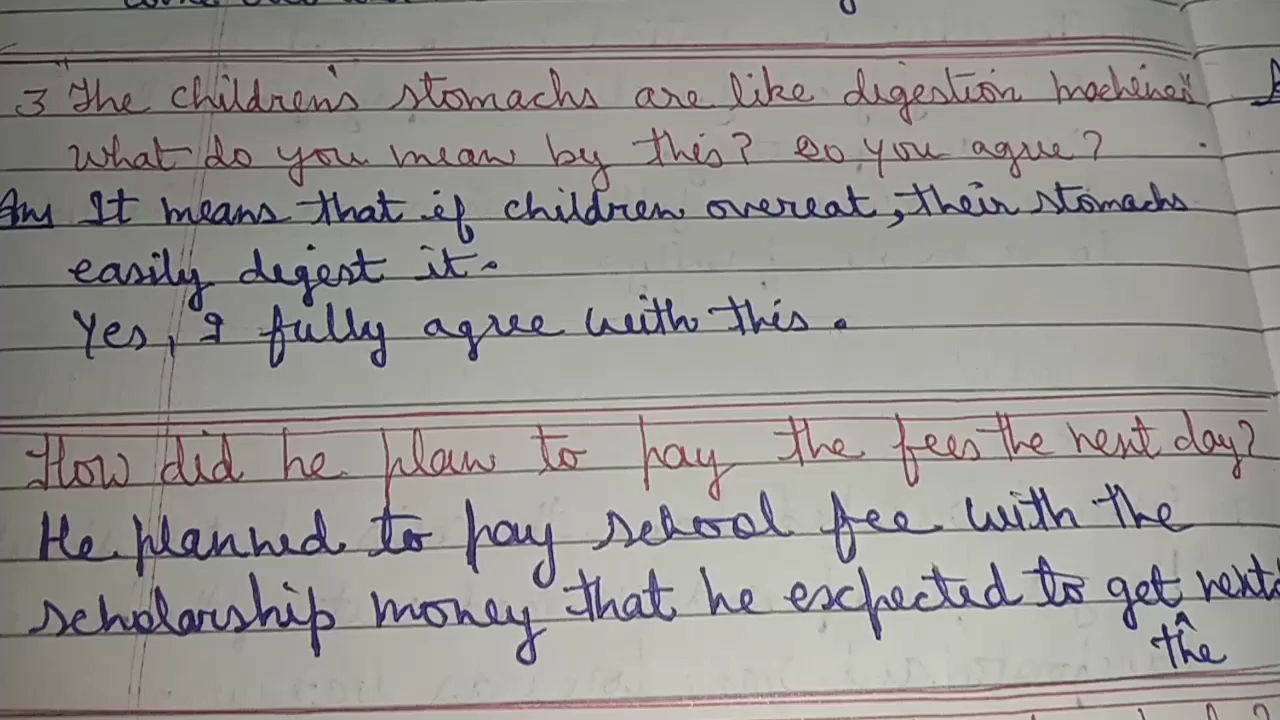 3 The children's stomachs are like digestion machines"
What do you mean by this? Do you agree?
Ans It means that if children overeat, their stomachs
easily digest it.
Yes, I fully agree with this.
How did he plan to pay the fees the next day?
He planned to pay school fee with the
scholarship money that he expected to get next
the